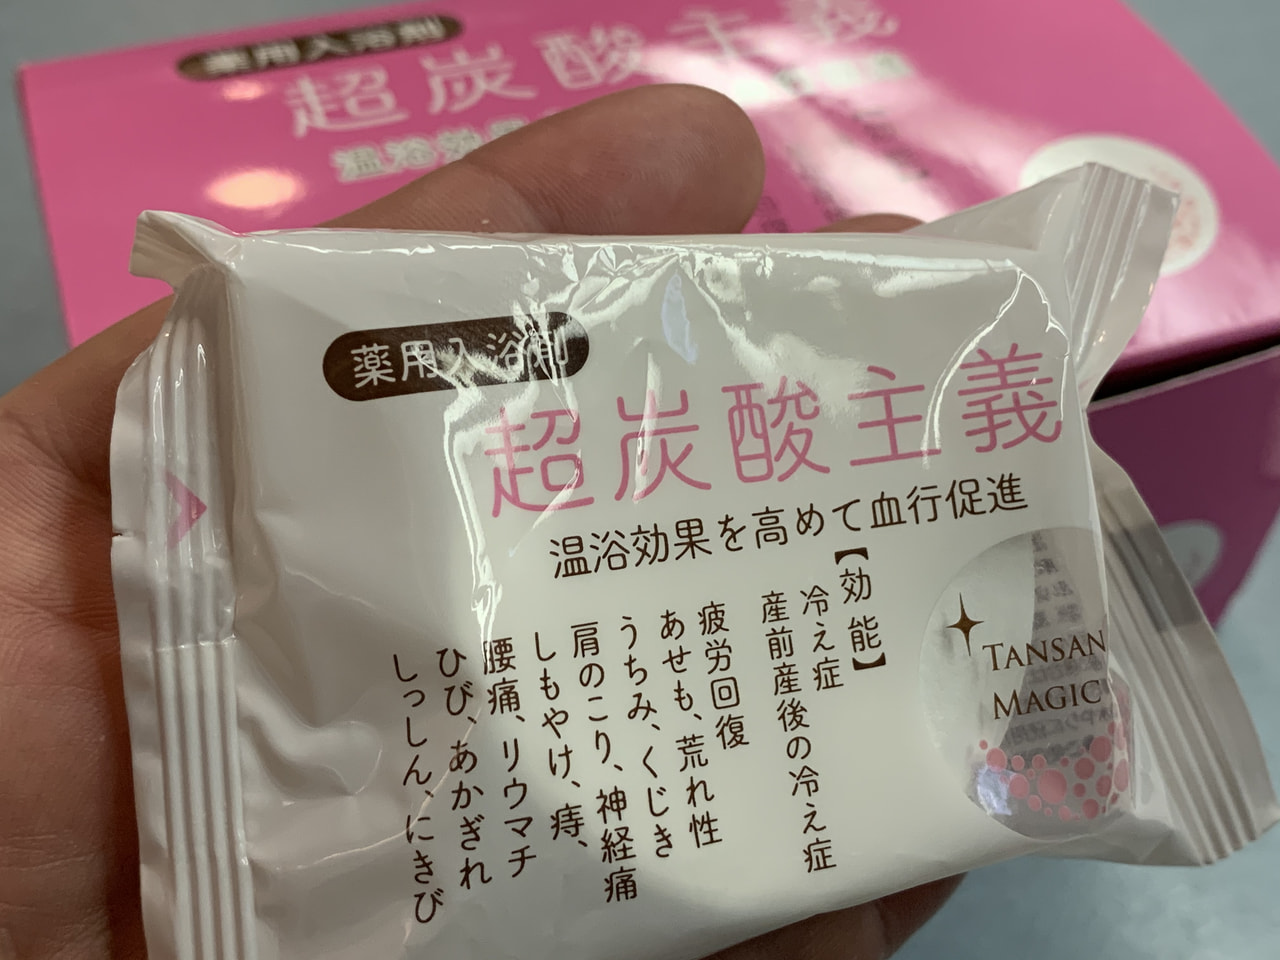 薬用入浴剤
超炭酸主義
温浴効果
薬用入浴剤
超炭酸主義
温浴効果を高めて血行促進
【効能】
冷え症
産前産後の冷え症
疲労回復
あせも、荒れ性
うちみ、くじき
肩のこり、神経痛
しもやけ、痔、
腰痛、リウマチ
ひび、あかぎれ
しっしん、にきび
TANSAN
MAGIC